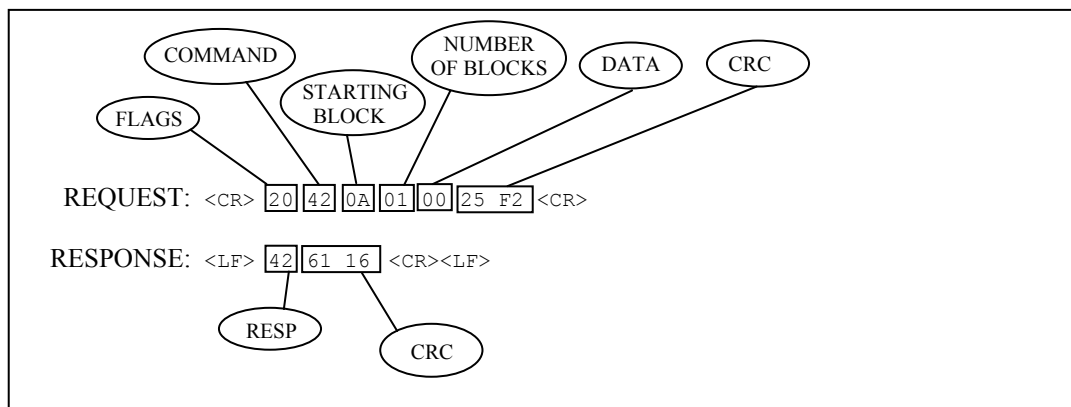 COMMAND
NUMBER
OF BLOCKS
DATA
CRC
STARTING
BLOCK
FLAGS
REQUEST: <CR> 20 42 0A 01 00 25 F2 <CR>
RESPONSE: <LF> 42 61 16 <CR><LF>
RESP
CRC